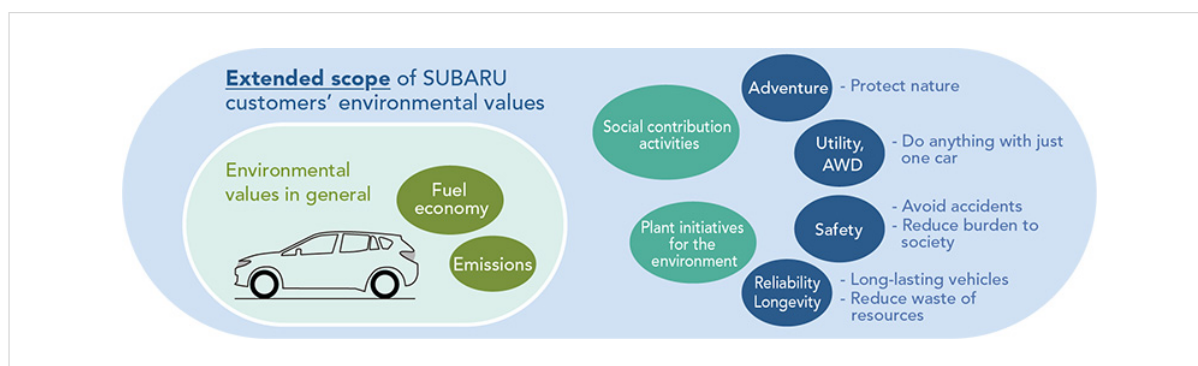 Extended scope of SUBARU
customers' environmental values
Environmental
values in general
Fuel
economy
Emissions
Social contribution
activities
Plant initiatives
for the
environment
Adventure
- Protect nature
Utility,
AWD
- Do anything with just
one car
Safety
- Avoid accidents
- Reduce burden to
society
Reliability
Longevity
- Long-lasting vehicles
- Reduce waste of
resources